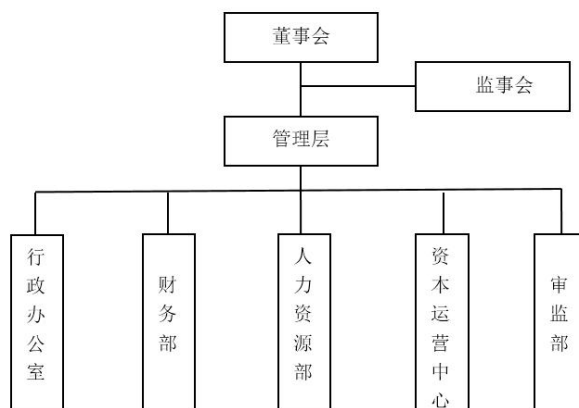 董事会
监事会
管理层
行政办公室
财务部
人力资源部
资本运营中心
审监部